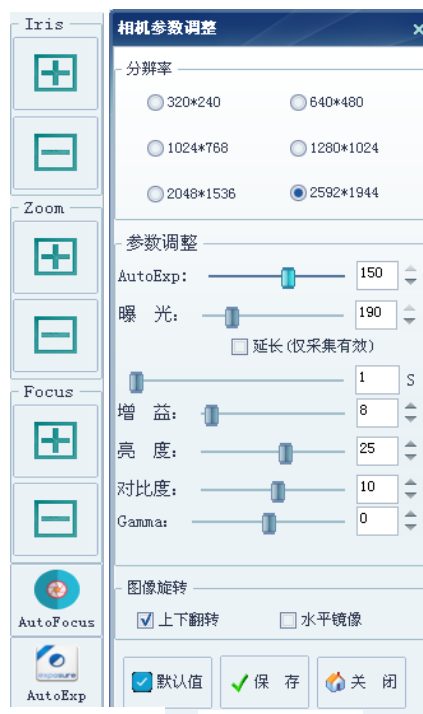 Iris
Zoom
Focus
AutoFocus
exposure
AutoExp
相机参数调整
分辨率
320*240 640*480
1024*768 1280*1024
2048*1536 2592*1944
参数调整
AutoExp: 150
曝 光: 190
延长(仅采集有效)
1 S
增 益: 8
亮 度: 25
对比度: 10
Gamma: 0
图像旋转
上下翻转 水平镜像
默认值 保 存 关 闭